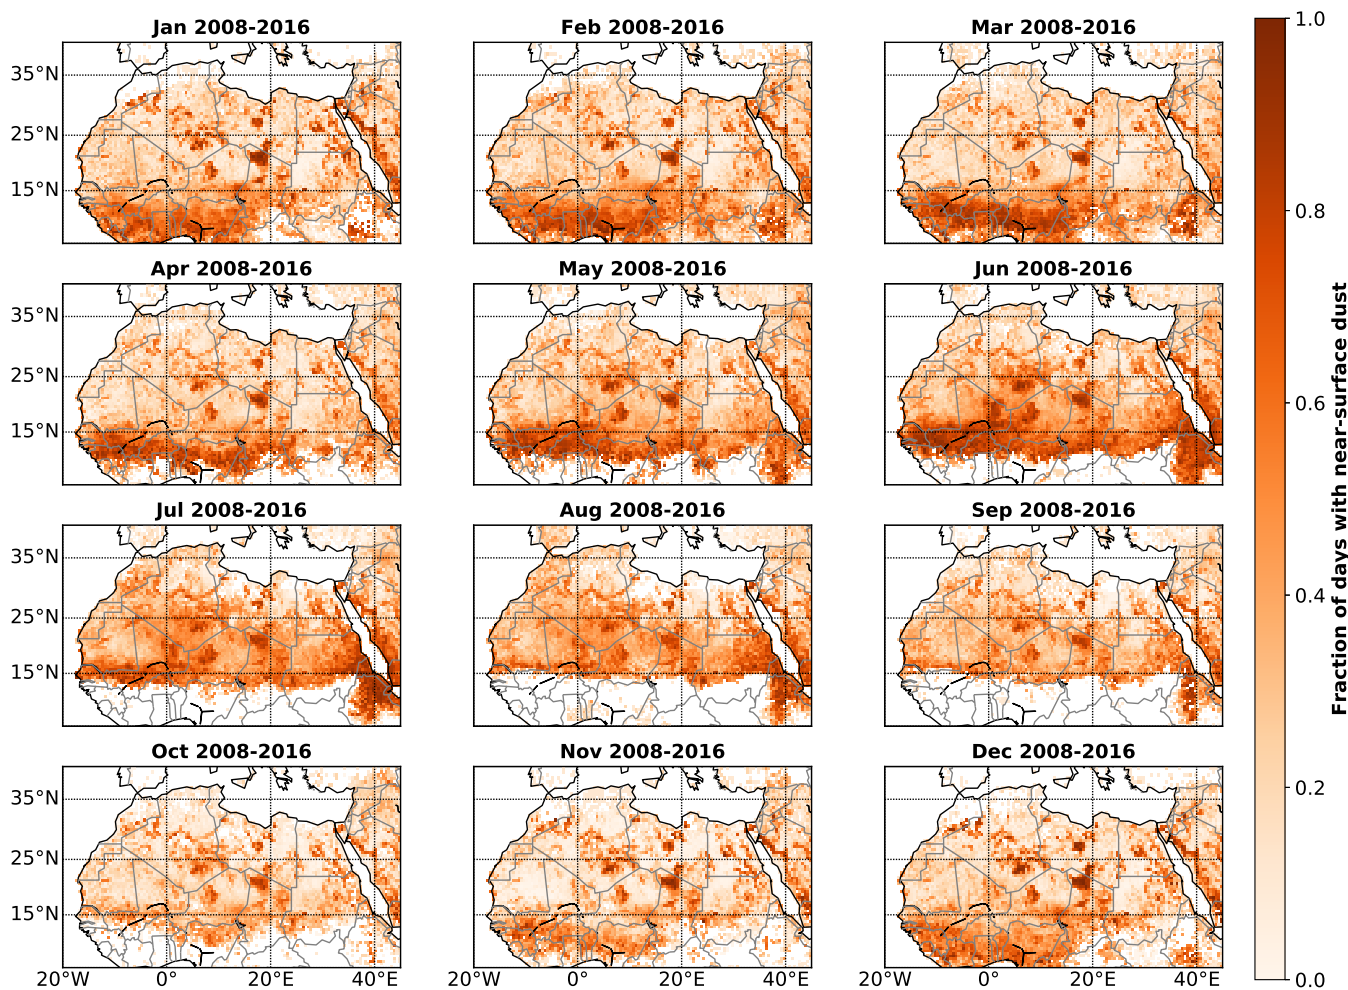 Jan 2008-2016
Feb 2008-2016
Mar 2008-2016
35°N
25°N
15°N
Apr 2008-2016
May 2008-2016
Jun 2008-2016
35°N
25°N
15°N
Jul 2008-2016
Aug 2008-2016
Sep 2008-2016
35°N
25°N
15°N
Oct 2008-2016
Nov 2008-2016
Dec 2008-2016
35°N
25°N
15°N
20°W 0° 20°E 40°E
20°W 0° 20°E 40°E
20°W 0° 20°E 40°E
1.0
0.8
0.6
0.4
0.2
0.0
Fraction of days with near-surface dust